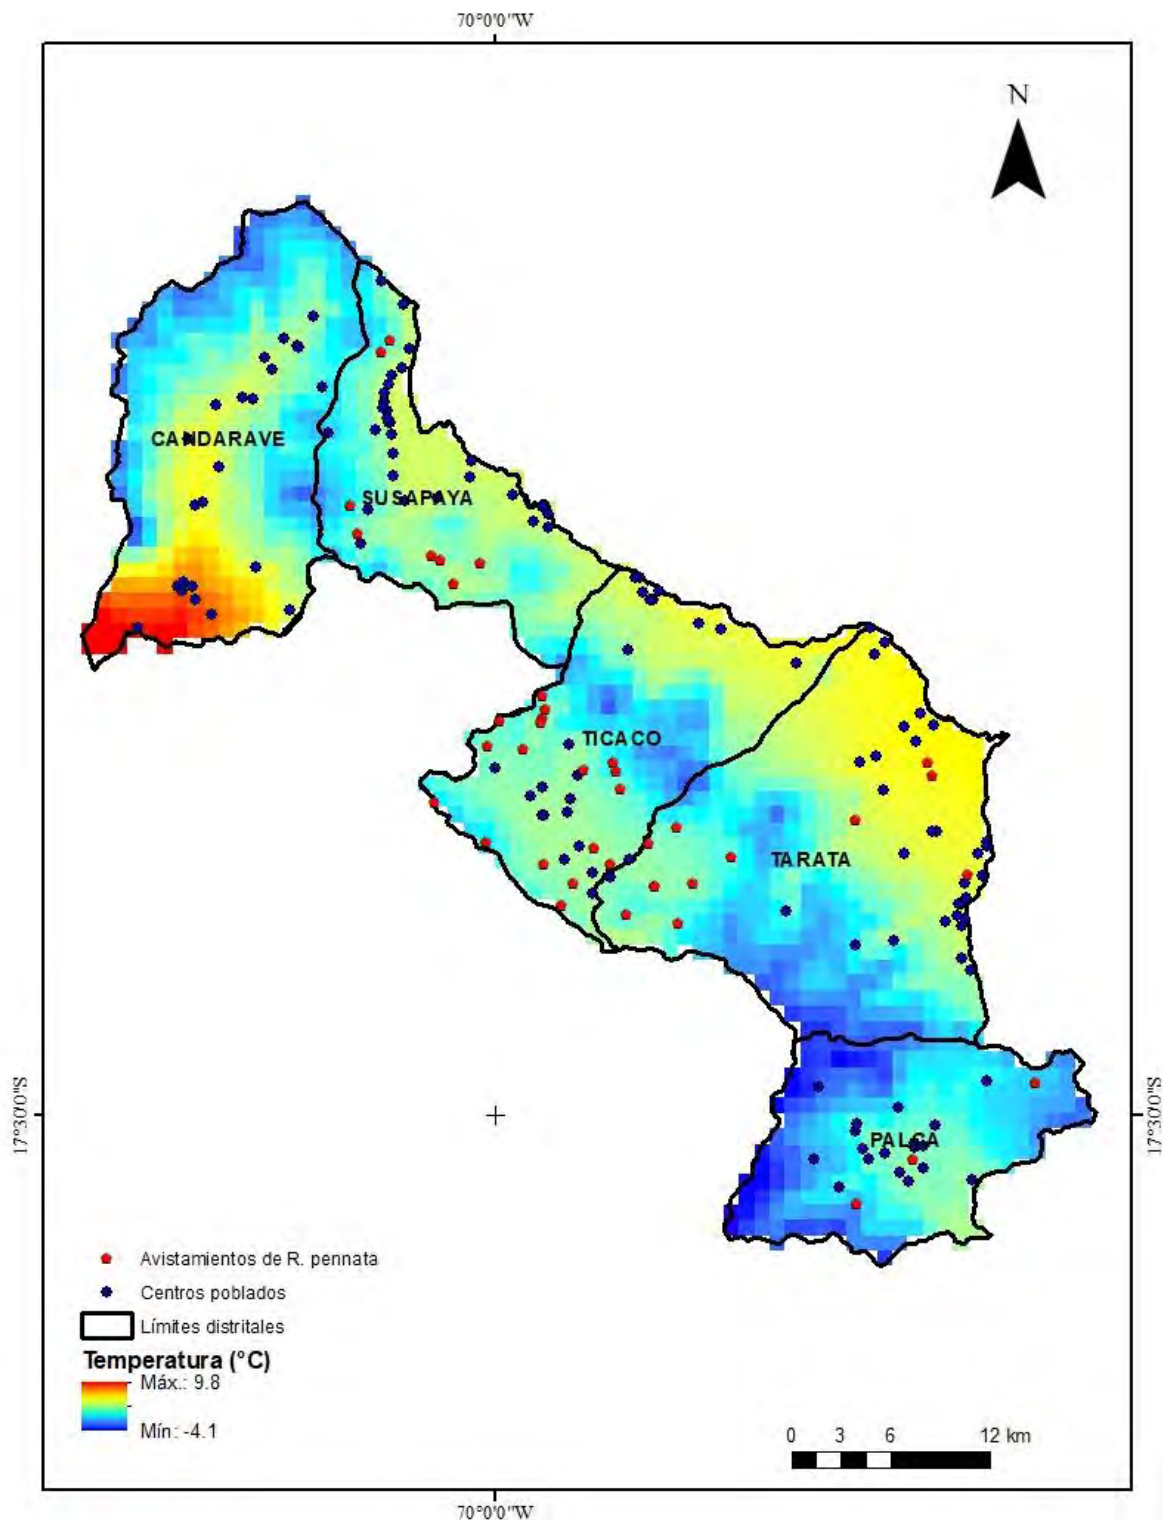 70°0'0"W
N
CANDARAVE
SUSAPAYA
TICACO
TARATA
17°30'0"S
17°30'0"S
PALCA
Avistamientos de R. pennata
Centros poblados
Límites distritales
Temperatura (°C)
Máx.: 9.8
Mín: -4.1
0 3 6 12 km
70°0'0"W